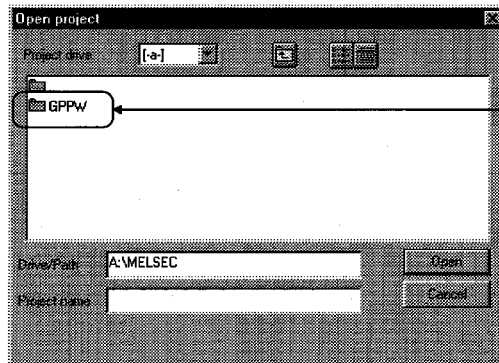 Open project
Project drive [-a-]
GPPW
Drive/Path A:\MELSEC Open
Project name Cancel